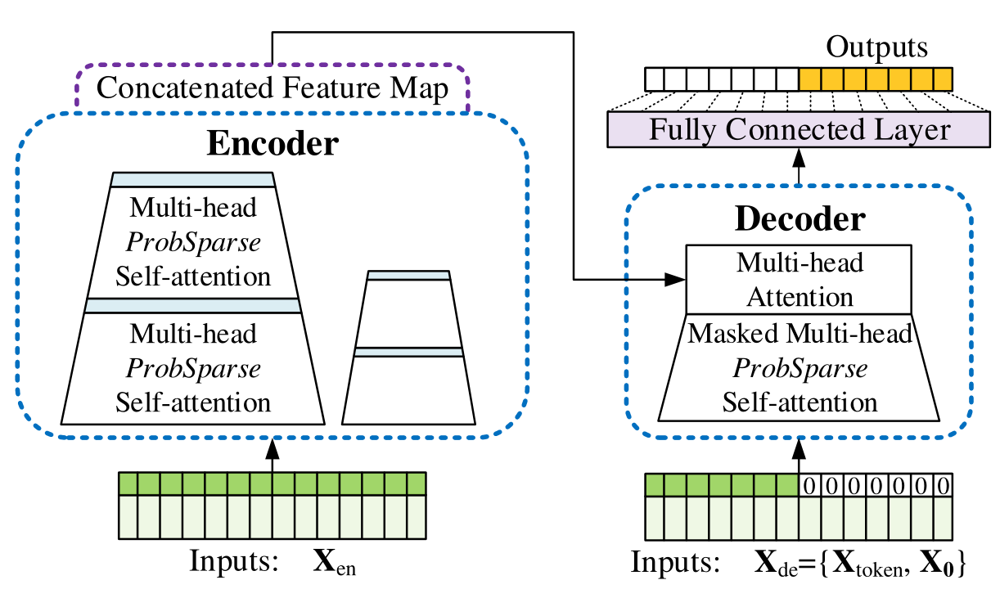 Concatenated Feature Map
Encoder
Multi-head
ProbSparse
Self-attention
Multi-head
ProbSparse
Self-attention
Inputs: Xen
Outputs
Fully Connected Layer
Decoder
Multi-head
Attention
Masked Multi-head
ProbSparse
Self-attention
0 0 0 0 0 0 0
Inputs: Xde={Xtoken, X0}